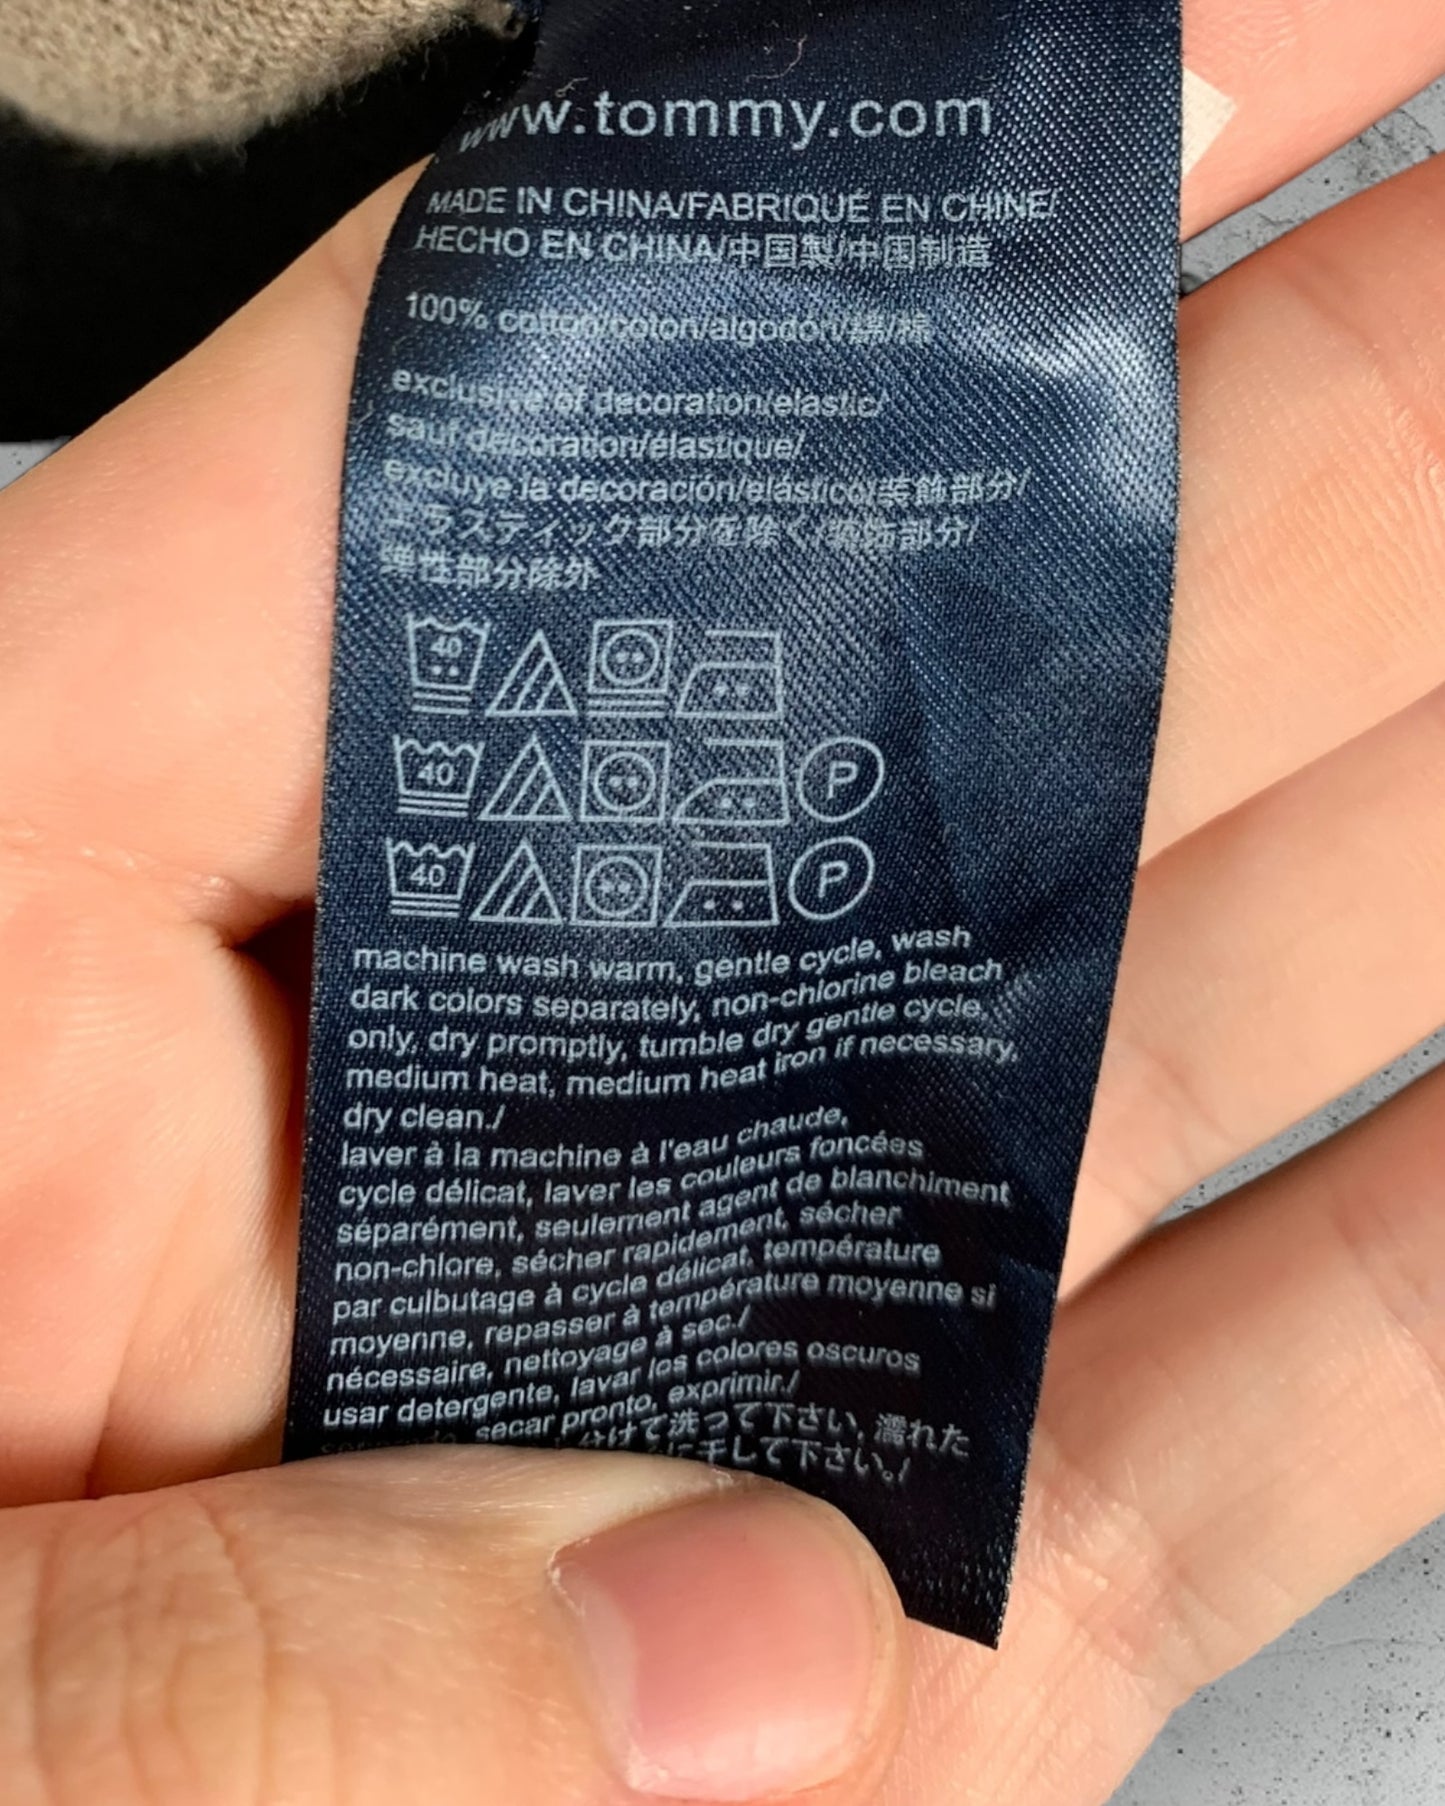 www.tommy.com
MADE IN CHINA/FABRIQUÉ EN CHINE/
HECHO EN CHINA/中国製/中国制造
100% cotton/coton/algodón/綿/棉
exclusive of decoration/elastic/
sauf décoration/élastique/
excluye la decoración/elástico/装飾部分/
エラスティック部分を除く/装饰部分/
弹性部分除外
40
40 P
40 P
machine wash warm, gentle cycle, wash
dark colors separately, non-chlorine bleach
only, dry promptly, tumble dry gentle cycle,
medium heat, medium heat iron if necessary,
dry clean./
laver à la machine à l'eau chaude,
cycle délicat, laver les couleurs foncées
séparément, seulement agent de blanchiment
non-chlore, sécher rapidement, sécher
par culbutage à cycle délicat, température
moyenne, repasser à température moyenne si
nécessaire, nettoyage à sec./
usar detergente, lavar los colores oscuros
secar pronto, exprimir./
分けて洗って下さい, 濡れた
に干して下さい。/